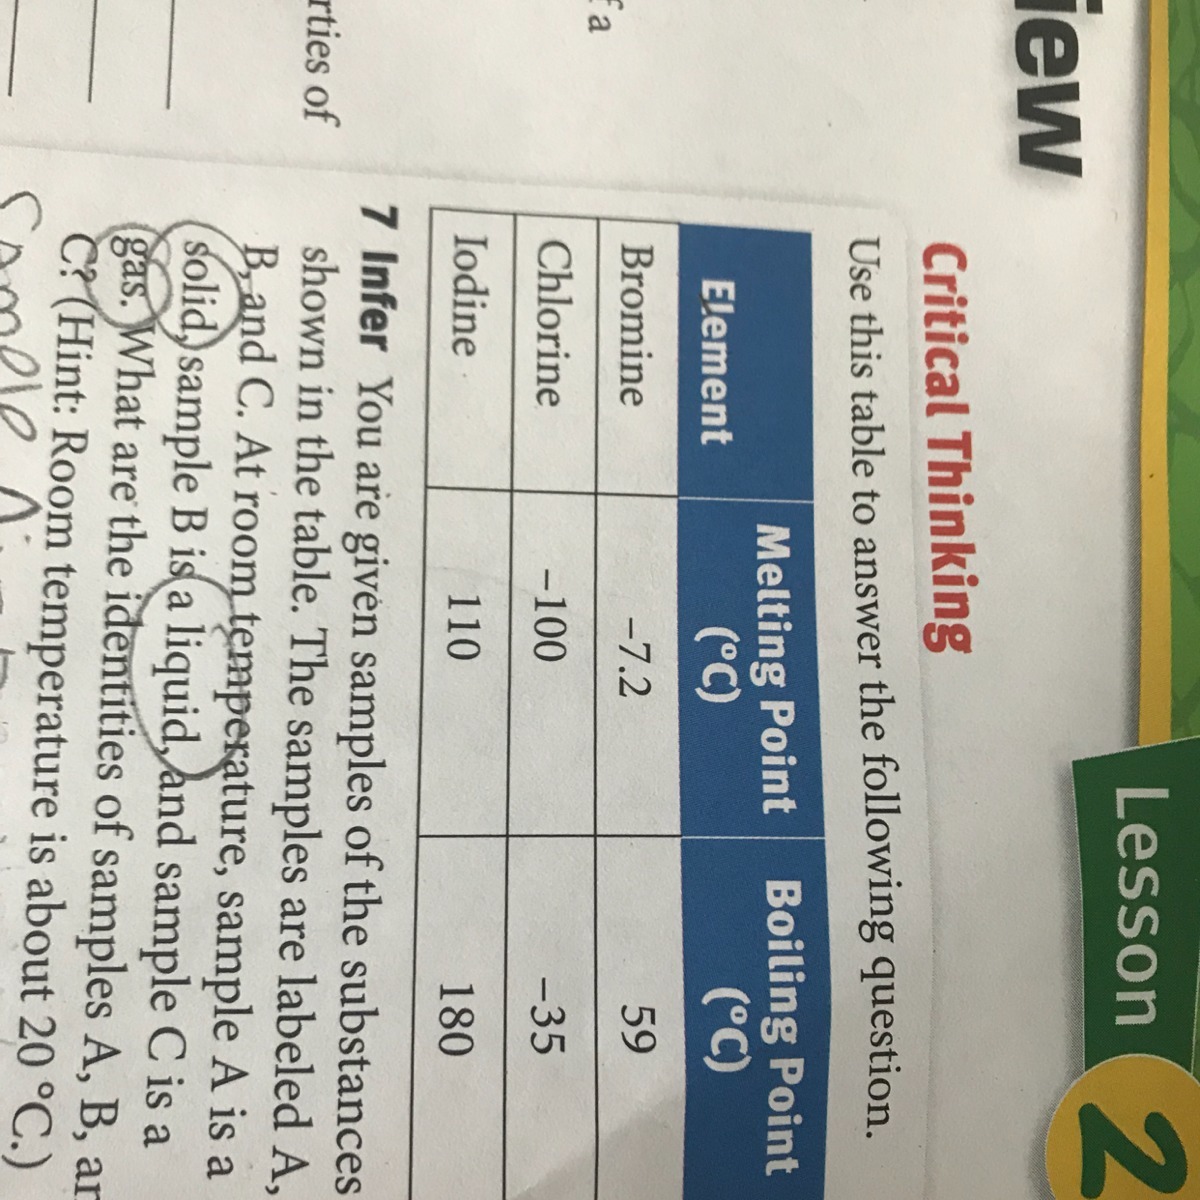 iew
Lesson 2
Critical Thinking
Use this table to answer the following question.
Element Melting Point (°C) Boiling Point (°C)
Bromine −7.2 59
Chlorine −100 −35
Iodine 110 180
7 Infer You are given samples of the substances
shown in the table. The samples are labeled A,
B, and C. At room temperature, sample A is a
solid, sample B is a liquid, and sample C is a
gas. What are the identities of samples A, B, an
C? (Hint: Room temperature is about 20 °C.)
Sample A
f a
rties of